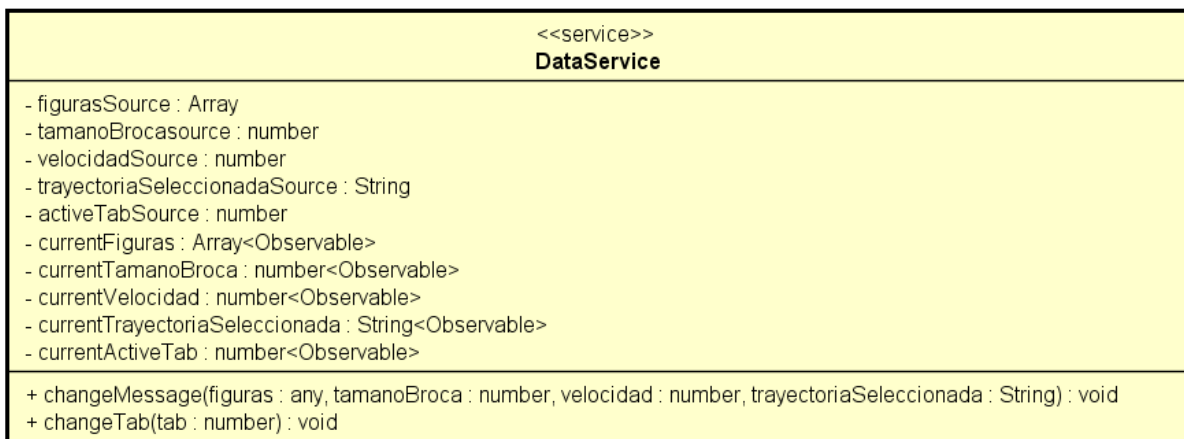 <<service>>
DataService
- figurasSource : Array
- tamanoBrocasource : number
- velocidadSource : number
- trayectoriaSeleccionadaSource : String
- activeTabSource : number
- currentFiguras : Array<Observable>
- currentTamanoBroca : number<Observable>
- currentVelocidad : number<Observable>
- currentTrayectoriaSeleccionada : String<Observable>
- currentActiveTab : number<Observable>
+ changeMessage(figuras : any, tamanoBroca : number, velocidad : number, trayectoriaSeleccionada : String) : void
+ changeTab(tab : number) : void